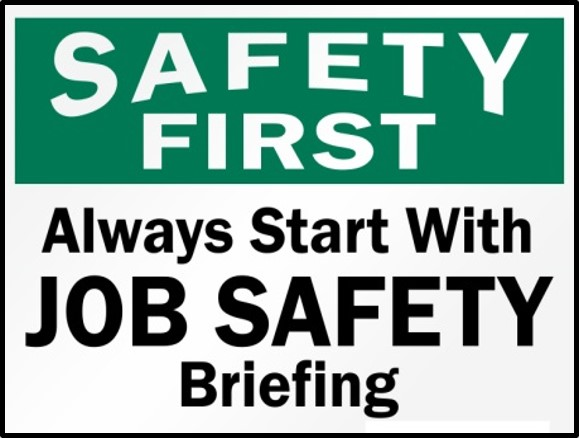 SAFETY
FIRST
Always Start With
JOB SAFETY
Briefing